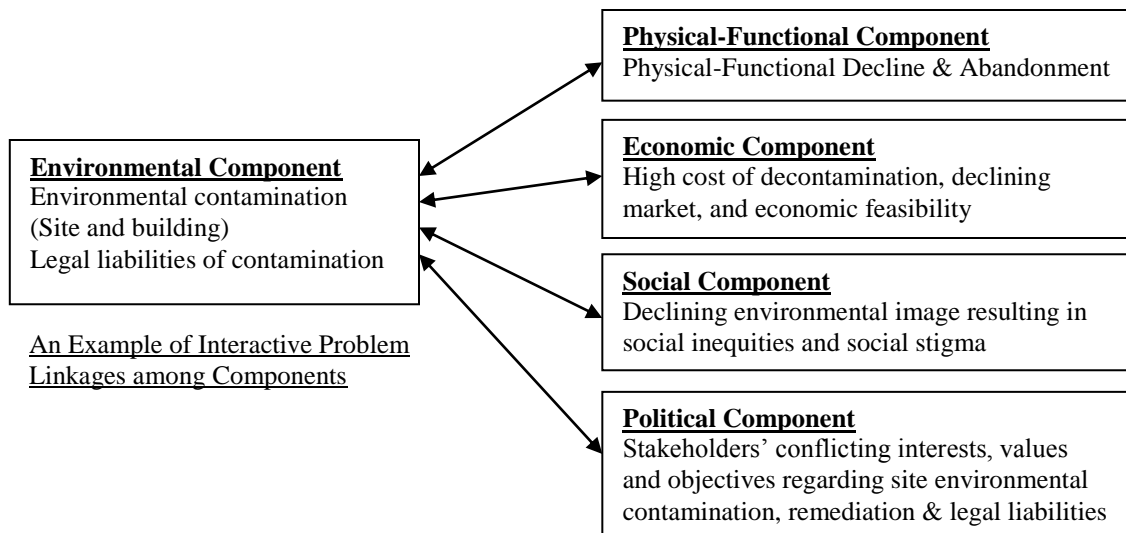 Environmental Component
Environmental contamination
(Site and building)
Legal liabilities of contamination
An Example of Interactive Problem
Linkages among Components
Physical-Functional Component
Physical-Functional Decline & Abandonment
Economic Component
High cost of decontamination, declining
market, and economic feasibility
Social Component
Declining environmental image resulting in
social inequities and social stigma
Political Component
Stakeholders’ conflicting interests, values
and objectives regarding site environmental
contamination, remediation & legal liabilities